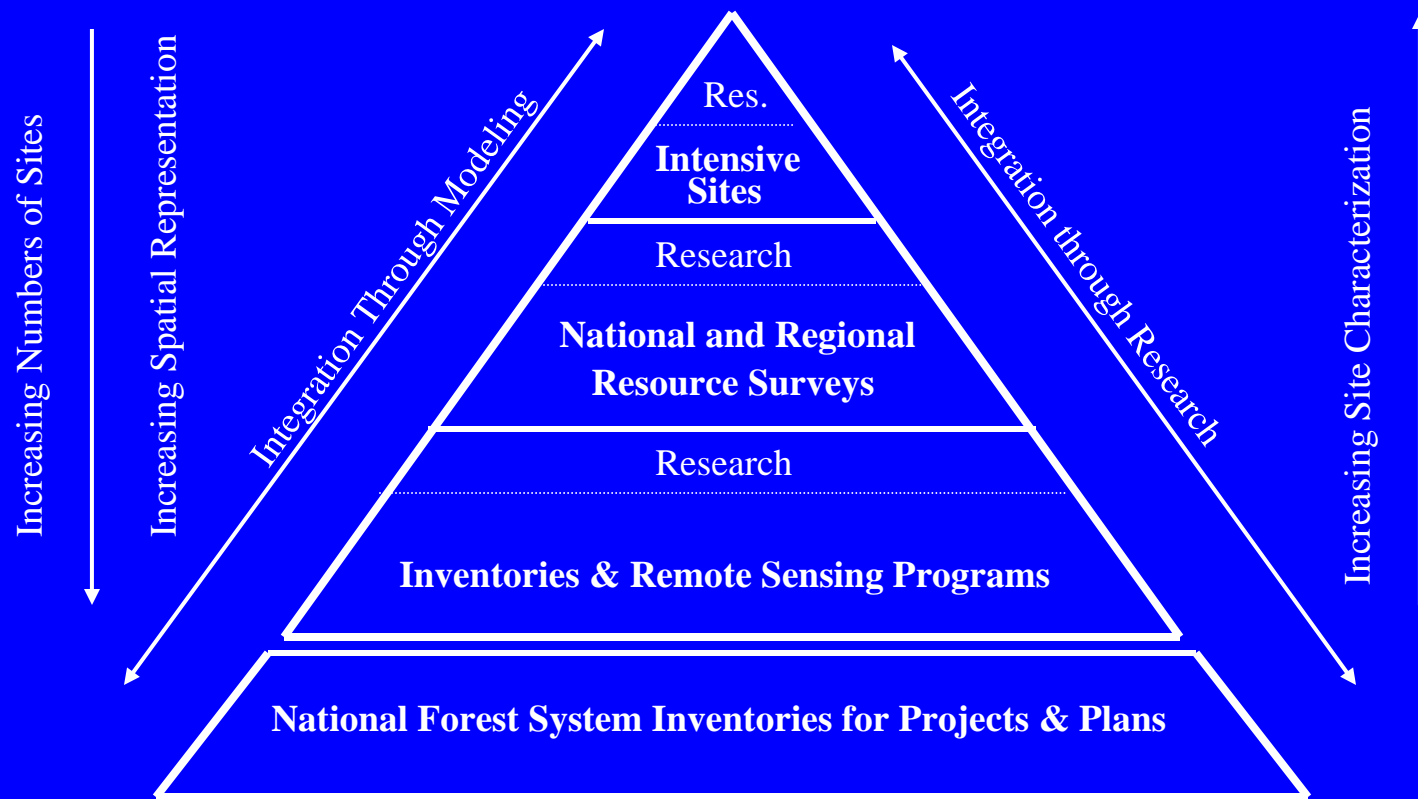 Increasing Numbers of Sites
Increasing Spatial Representation
Integration Through Modeling
Res.
Intensive
Sites
Research
National and Regional
Resource Surveys
Research
Inventories & Remote Sensing Programs
National Forest System Inventories for Projects & Plans
Integration through Research
Increasing Site Characterization